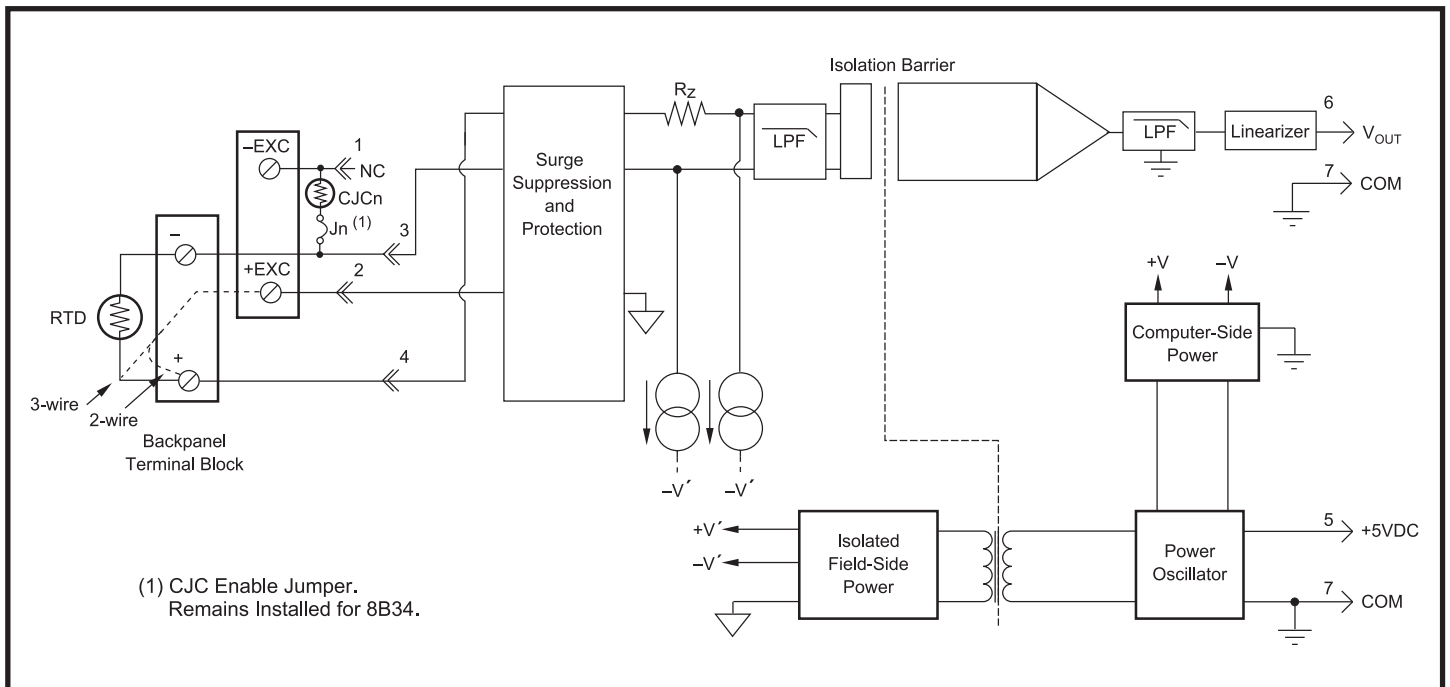 Isolation Barrier
–EXC
1
NC
CJCn
Jn (1)
3
+EXC
2
–
RTD
+
4
3-wire
2-wire
Backpanel
Terminal Block
Surge
Suppression
and
Protection
RZ
LPF
–V´
–V´
LPF
Linearizer
6
VOUT
7
COM
+V
–V
Computer-Side
Power
+V´
–V´
Isolated
Field-Side
Power
Power
Oscillator
5
+5VDC
7
COM
(1) CJC Enable Jumper.
Remains Installed for 8B34.